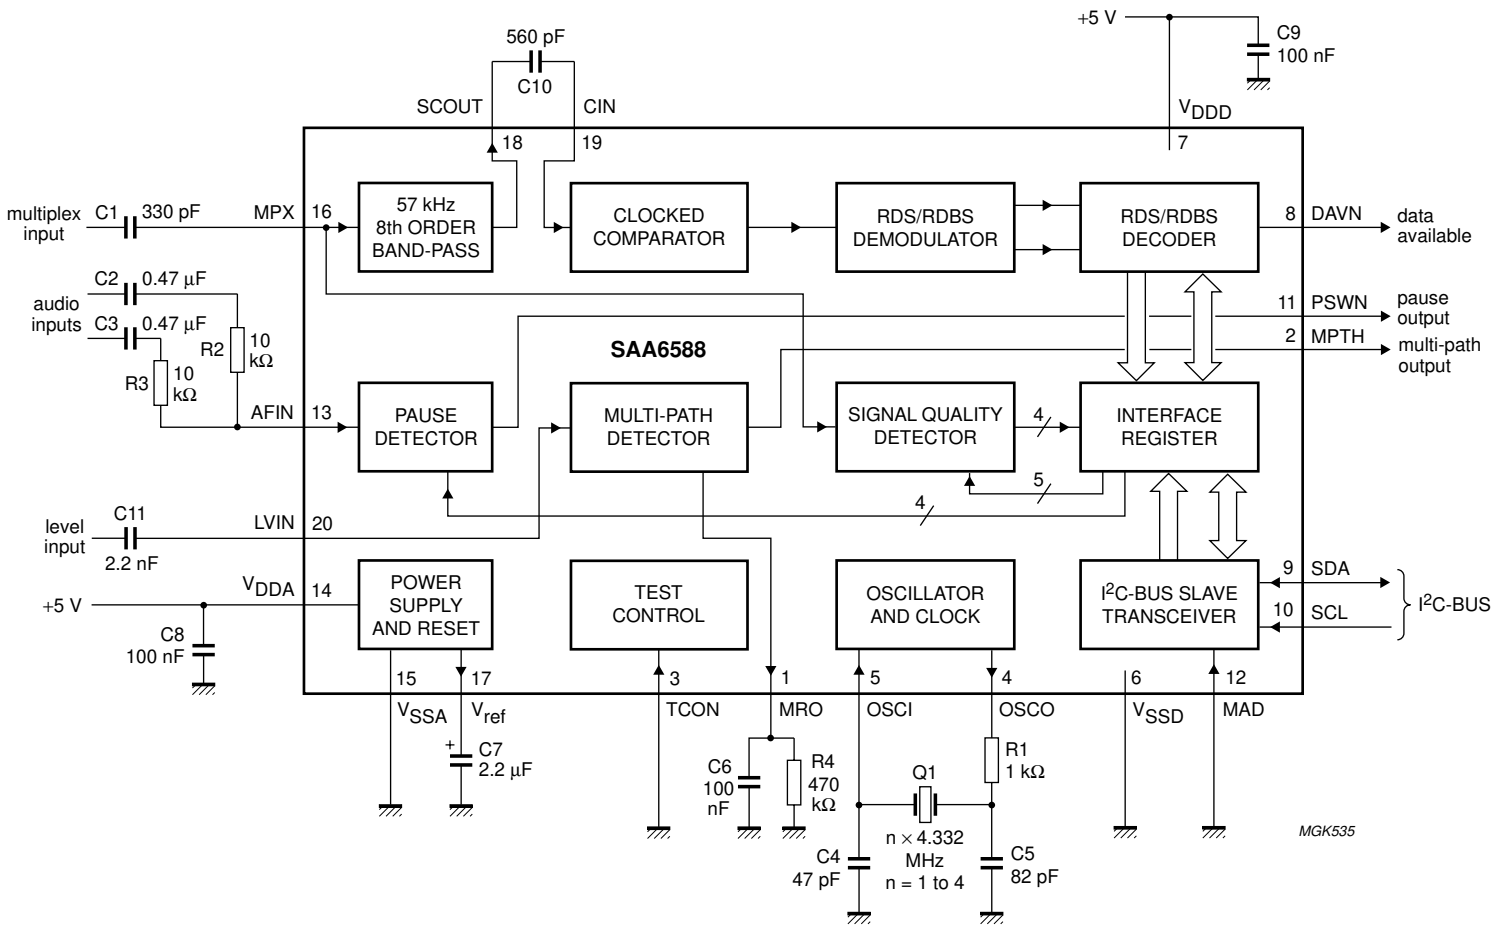 +5 V
C9
100 nF
560 pF
C10
SCOUT
CIN
VDDD
18
19
7
multiplex
input
C1
330 pF
MPX
16
57 kHz
8th ORDER
BAND-PASS
CLOCKED
COMPARATOR
RDS/RDBS
DEMODULATOR
RDS/RDBS
DECODER
8
DAVN
data
available
audio
inputs
C2
0.47 µF
C3
0.47 µF
R2
10
kΩ
R3
10
kΩ
11
PSWN
pause
output
2
MPTH
multi-path
output
SAA6588
AFIN
13
PAUSE
DETECTOR
MULTI-PATH
DETECTOR
SIGNAL QUALITY
DETECTOR
4
INTERFACE
REGISTER
5
4
level
input
C11
2.2 nF
LVIN
20
+5 V
VDDA
14
C8
100 nF
POWER
SUPPLY
AND RESET
TEST
CONTROL
OSCILLATOR
AND CLOCK
I²C-BUS SLAVE
TRANSCEIVER
9
SDA
10
SCL
I²C-BUS
15
17
3
1
5
4
6
12
VSSA
Vref
TCON
MRO
OSCI
OSCO
VSSD
MAD
+
C7
2.2 µF
C6
100
nF
R4
470
kΩ
Q1
R1
1 kΩ
n × 4.332
MHz
n = 1 to 4
C4
47 pF
C5
82 pF
MGK535